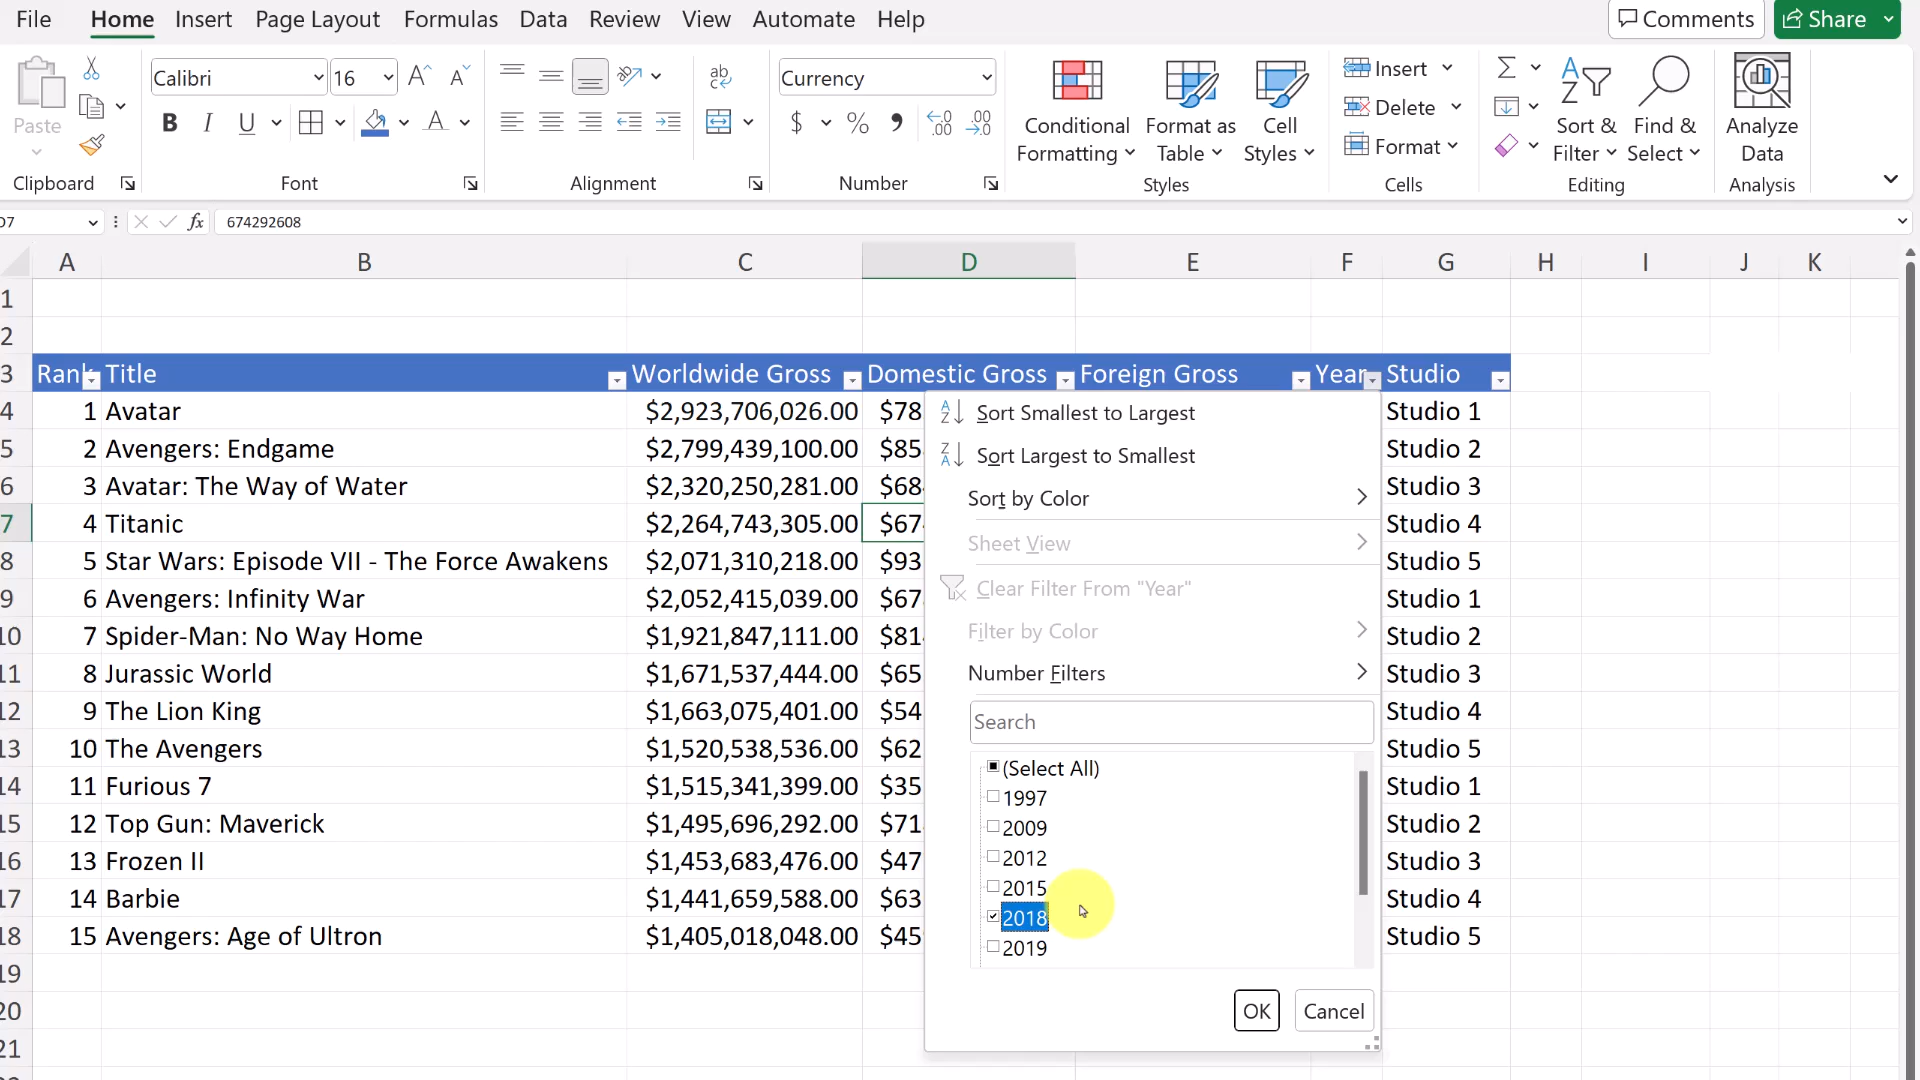 File Home Insert Page Layout Formulas Data Review View Automate Help Comments Share
Calibri 16 ab Currency Insert Σ
Paste B I U A $ % 9 .00 Conditional Formatting Format as Table Cell Styles Delete Sort & Filter Find & Select Analyze Data
Format
Clipboard Font Alignment Number Styles Cells Editing Analysis
fx 674292608
A B C D E F G H I J K
1
2
3 Rank Title Worldwide Gross Domestic Gross Foreign Gross Year Studio
4 1 Avatar $2,923,706,026.00 $78 Studio 1
5 2 Avengers: Endgame $2,799,439,100.00 $85 Studio 2
6 3 Avatar: The Way of Water $2,320,250,281.00 $68 Studio 3
7 4 Titanic $2,264,743,305.00 $67 Studio 4
8 5 Star Wars: Episode VII - The Force Awakens $2,071,310,218.00 $93 Studio 5
9 6 Avengers: Infinity War $2,052,415,039.00 $67 Studio 1
10 7 Spider-Man: No Way Home $1,921,847,111.00 $81 Studio 2
11 8 Jurassic World $1,671,537,444.00 $65 Studio 3
12 9 The Lion King $1,663,075,401.00 $54 Studio 4
13 10 The Avengers $1,520,538,536.00 $62 Studio 5
14 11 Furious 7 $1,515,341,399.00 $35 Studio 1
15 12 Top Gun: Maverick $1,495,696,292.00 $71 Studio 2
16 13 Frozen II $1,453,683,476.00 $47 Studio 3
17 14 Barbie $1,441,659,588.00 $63 Studio 4
18 15 Avengers: Age of Ultron $1,405,018,048.00 $45 Studio 5
19
20
21
Sort Smallest to Largest
Sort Largest to Smallest
Sort by Color
Sheet View
Clear Filter From "Year"
Filter by Color
Number Filters
Search
(Select All)
1997
2009
2012
2015
2018
2019
OK Cancel